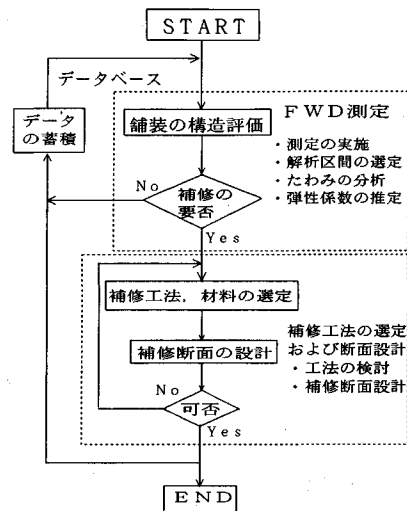 START
データベース
データ
の蓄積
FWD測定
舗装の構造評価
・測定の実施
・解析区間の選定
・たわみの分析
・弾性係数の推定
No
補修の
要否
Yes
補修工法，材料の選定
補修断面の設計
補修工法の選定
および断面設計
・工法の検討
・補修断面設計
No
可否
Yes
END